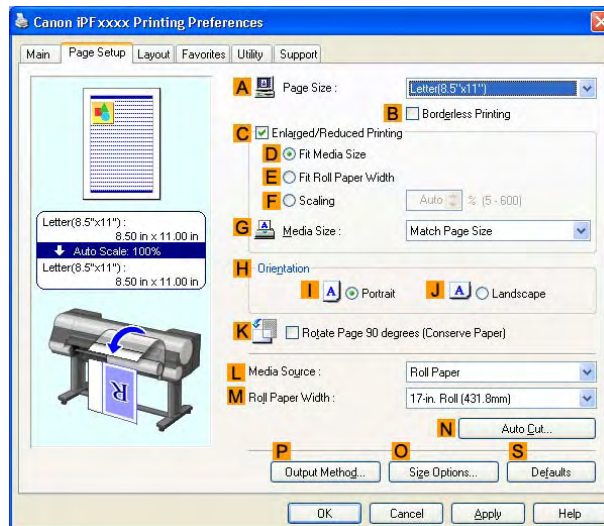 Canon iPFxxxx Printing Preferences
Main Page Setup Layout Favorites Utility Support
A Page Size : Letter(8.5"x11")
B Borderless Printing
C Enlarged/Reduced Printing
D Fit Media Size
E Fit Roll Paper Width
F Scaling Auto % (5 - 600)
G Media Size : Match Page Size
Letter(8.5"x11") :
8.50 in x 11.00 in
Auto Scale: 100%
Letter(8.5"x11") :
8.50 in x 11.00 in
H Orientation
I A Portrait J A Landscape
K Rotate Page 90 degrees (Conserve Paper)
R
L Media Source : Roll Paper
M Roll Paper Width : 17-in. Roll (431.8mm)
N Auto Cut...
P O S
Output Method... Size Options... Defaults
OK Cancel Apply Help